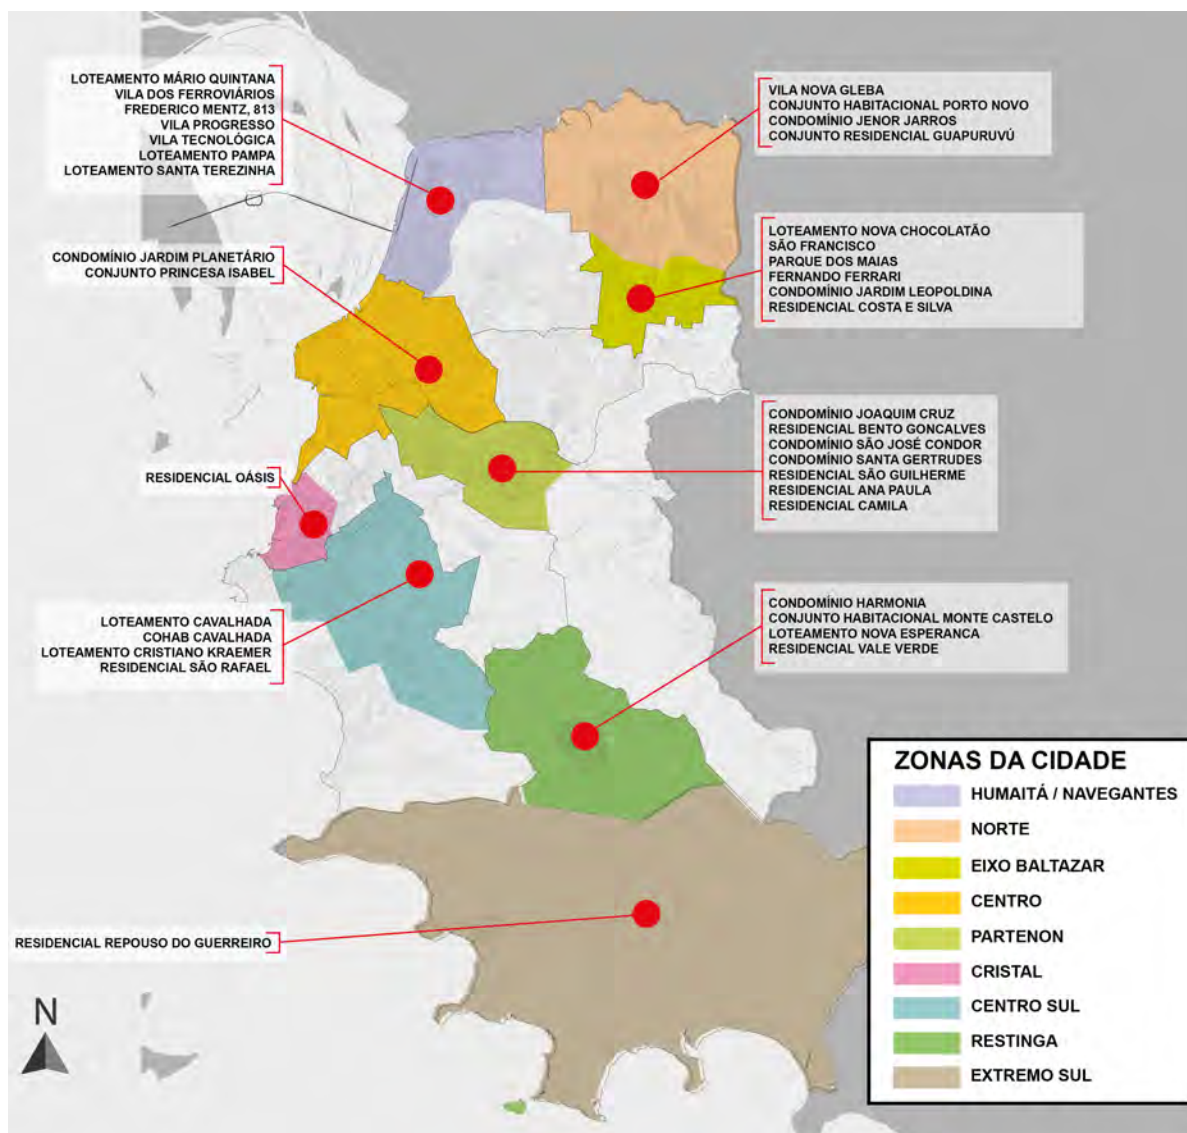 LOTEAMENTO MÁRIO QUINTANA
VILA DOS FERROVIÁRIOS
FREDERICO MENTZ, 813
VILA PROGRESSO
VILA TECNOLÓGICA
LOTEAMENTO PAMPA
LOTEAMENTO SANTA TEREZINHA
VILA NOVA GLEBA
CONJUNTO HABITACIONAL PORTO NOVO
CONDOMÍNIO JENOR JARROS
CONJUNTO RESIDENCIAL GUAPURUVÚ
LOTEAMENTO NOVA CHOCOLATÃO
SÃO FRANCISCO
PARQUE DOS MAIAS
FERNANDO FERRARI
CONDOMÍNIO JARDIM LEOPOLDINA
RESIDENCIAL COSTA E SILVA
CONDOMÍNIO JARDIM PLANETÁRIO
CONJUNTO PRINCESA ISABEL
CONDOMÍNIO JOAQUIM CRUZ
RESIDENCIAL BENTO GONCALVES
CONDOMÍNIO SÃO JOSÉ CONDOR
CONDOMÍNIO SANTA GERTRUDES
RESIDENCIAL SÃO GUILHERME
RESIDENCIAL ANA PAULA
RESIDENCIAL CAMILA
RESIDENCIAL OÁSIS
LOTEAMENTO CAVALHADA
COHAB CAVALHADA
LOTEAMENTO CRISTIANO KRAEMER
RESIDENCIAL SÃO RAFAEL
CONDOMÍNIO HARMONIA
CONJUNTO HABITACIONAL MONTE CASTELO
LOTEAMENTO NOVA ESPERANCA
RESIDENCIAL VALE VERDE
RESIDENCIAL REPOUSO DO GUERREIRO
N
ZONAS DA CIDADE
HUMAITÁ / NAVEGANTES
NORTE
EIXO BALTAZAR
CENTRO
PARTENON
CRISTAL
CENTRO SUL
RESTINGA
EXTREMO SUL